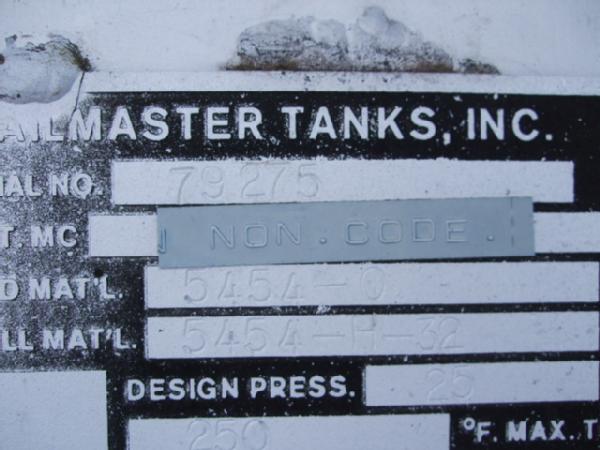 AILMASTER TANKS, INC.
IAL NO. 79275
T. MC NON. CODE.
D MAT'L. 5454-0
LL MAT'L. 5454-H-32
DESIGN PRESS. 25
250 °F. MAX. T